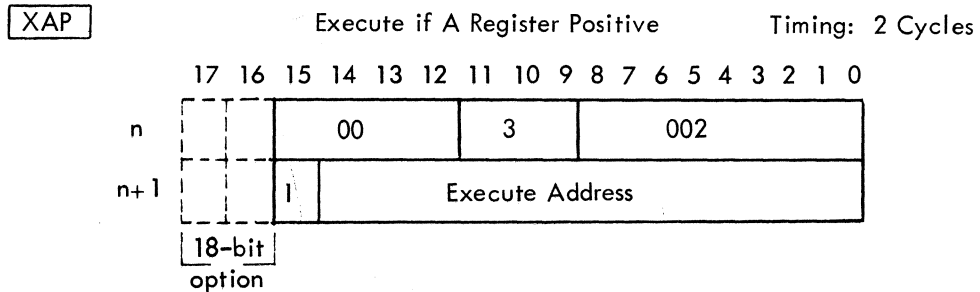 XAP Execute if A Register Positive Timing: 2 Cycles
17 16 15 14 13 12 11 10 9 8 7 6 5 4 3 2 1 0
n 00 3 002
n+1 I Execute Address
18-bit
option